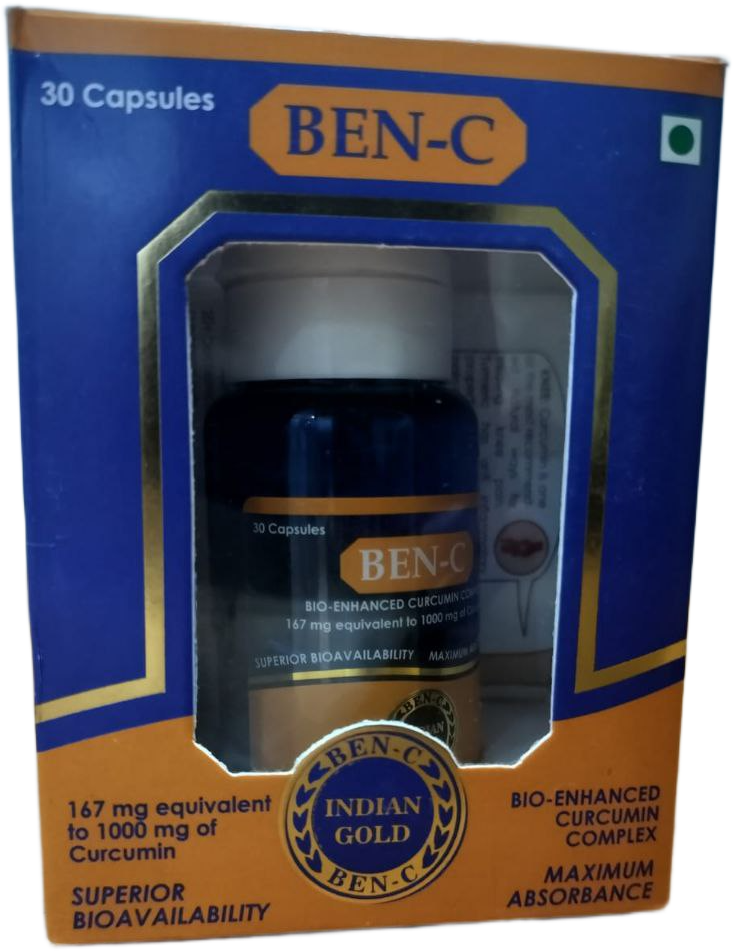 30 Capsules
BEN-C
30 Capsules
BEN-C
BIO-ENHANCED CURCUMIN
167 mg equivalent to 1000 mg of
SUPERIOR BIOAVAILABILITY
BEN-C
BEN-C
INDIAN
GOLD
BEN-C
167 mg equivalent
to 1000 mg of
Curcumin
SUPERIOR
BIOAVAILABILITY
BIO-ENHANCED
CURCUMIN
COMPLEX
MAXIMUM
ABSORBANCE